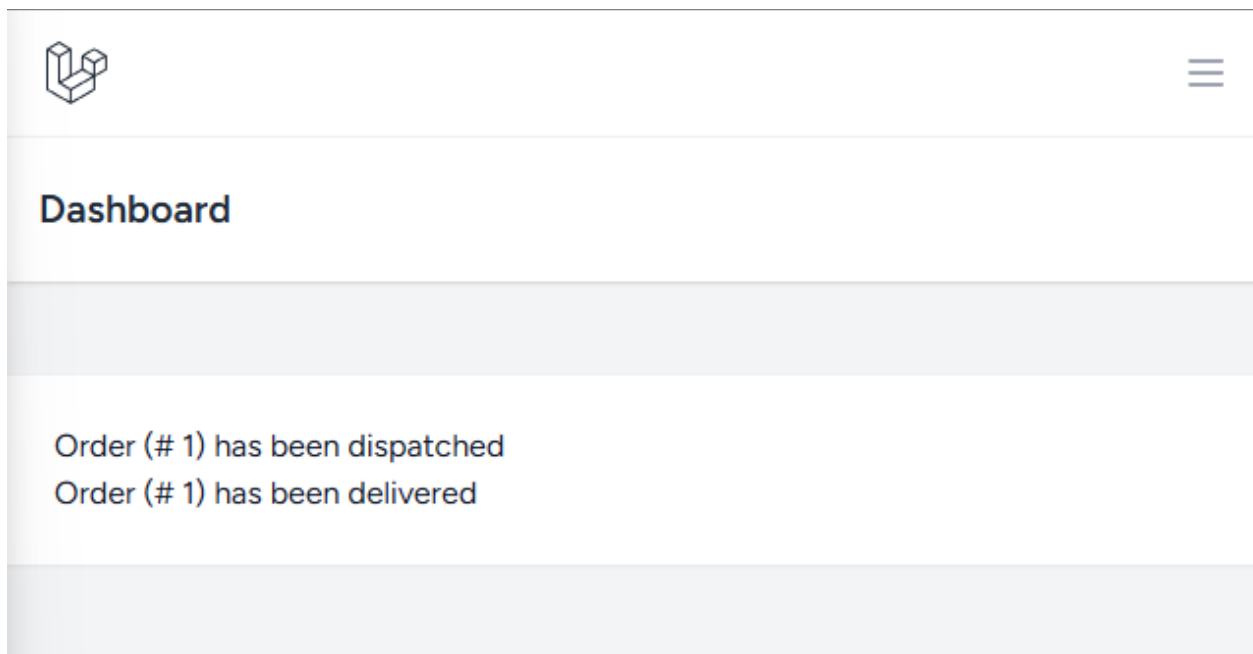 Dashboard
Order (# 1) has been dispatched
Order (# 1) has been delivered